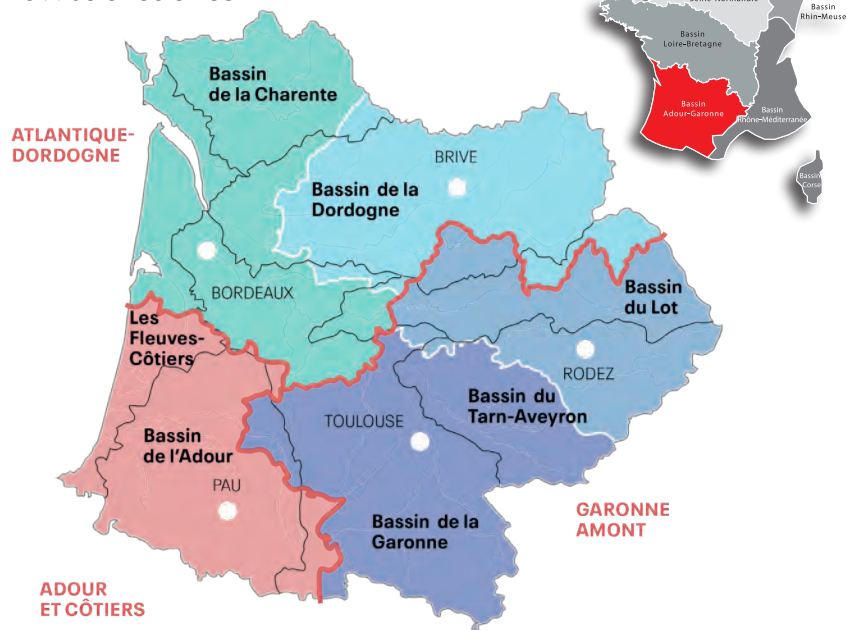 Bassin
Rhin-Meuse
Bassin
Loire-Bretagne
Bassin
Adour-Garonne
Bassin
Rhône-Méditerranée
Bassin
Corse
Bassin
de la Charente
ATLANTIQUE-
DORDOGNE
BRIVE
Bassin de la
Dordogne
BORDEAUX
Bassin
du Lot
Les
Fleuves-
Côtiers
RODEZ
Bassin du
Tarn-Aveyron
TOULOUSE
Bassin
de l'Adour
PAU
GARONNE
AMONT
Bassin de la
Garonne
ADOUR
ET CÔTIERS